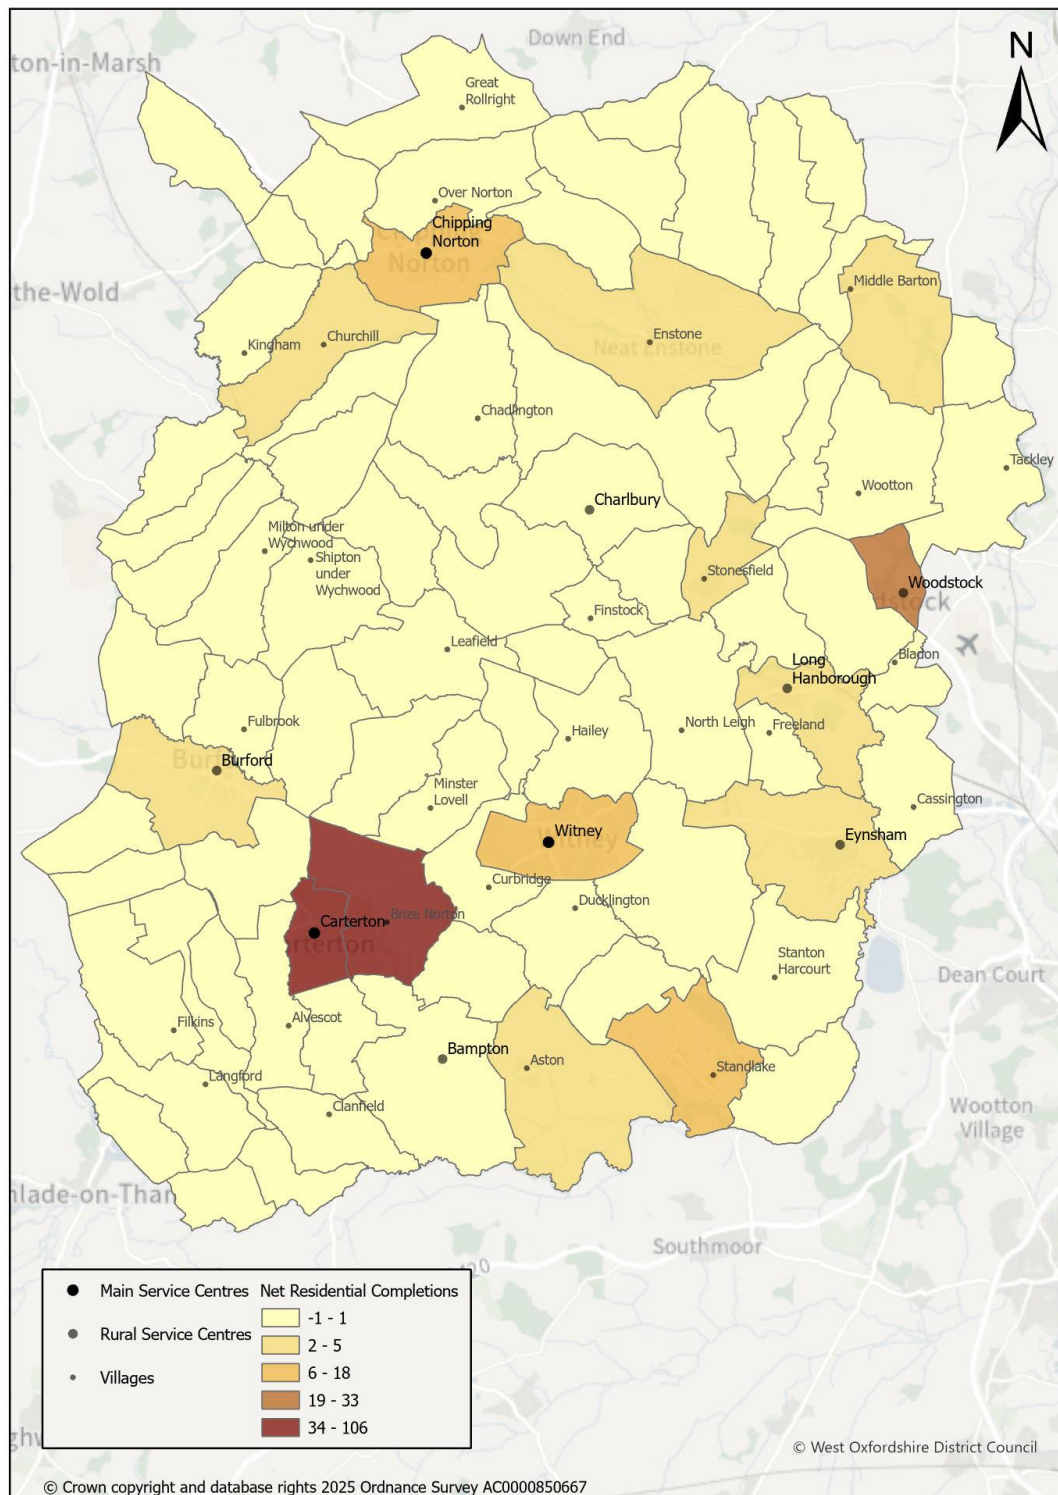 Down End
N
ton-in-Marsh
Great
Rollright
Over Norton
Chipping
Norton
Norton
the-Wold
Middle Barton
Kingham
Churchill
Enstone
Neat Enstone
Chadlington
Tackley
Wootton
Charlbury
Milton under
Wychwood
Shipton
under
Wychwood
Stonesfield
Woodstock
dstock
Finstock
Leafield
Bladon
Long
Hanborough
Fulbrook
Hailey
North Leigh
Freeland
Burford
Minster
Lovell
Cassington
Witney
Witney
Eynsham
Curbridge
Ducklington
Brize Norton
Carterton
rterton
Stanton
Harcourt
Dean Court
Filkins
Alvescot
Bampton
Aston
Standlake
Langford
Clanfield
Wootton
Village
hlade-on-Than
Southmoor
Main Service Centres
Rural Service Centres
Villages
Net Residential Completions
-1 - 1
2 - 5
6 - 18
19 - 33
34 - 106
© West Oxfordshire District Council
© Crown copyright and database rights 2025 Ordnance Survey AC0000850667